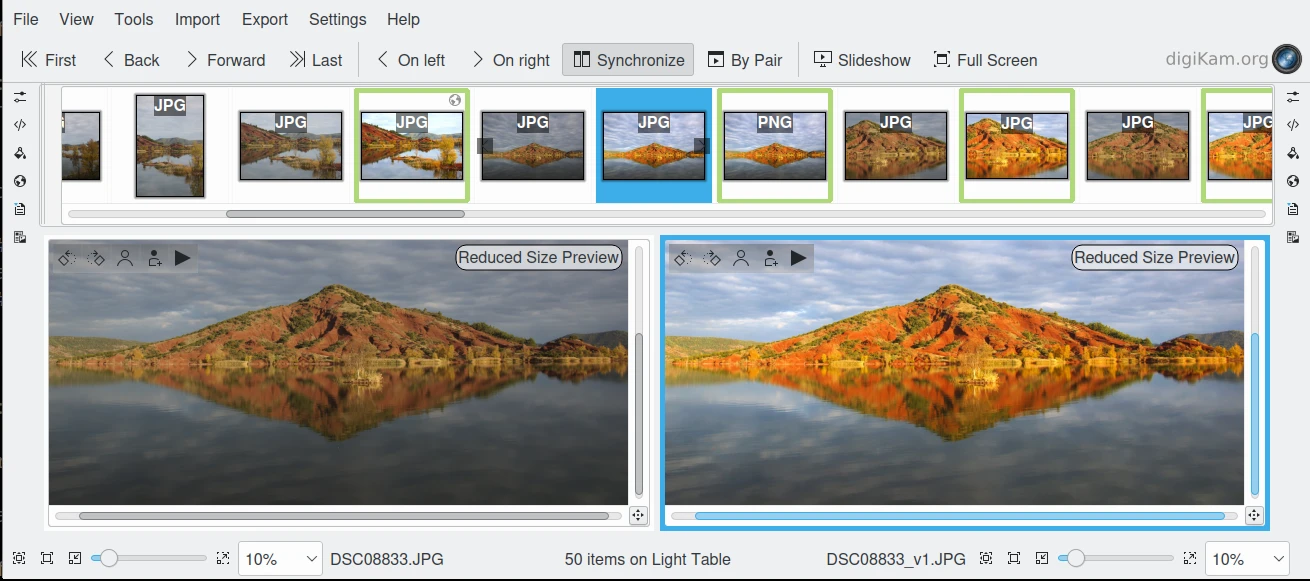 File View Tools Import Export Settings Help
First Back Forward Last On left On right Synchronize By Pair Slideshow Full Screen digiKam.org
JPG JPG JPG JPG JPG PNG JPG JPG JPG JPG
Reduced Size Preview Reduced Size Preview
10% DSC08833.JPG 50 items on Light Table DSC08833_v1.JPG 10%